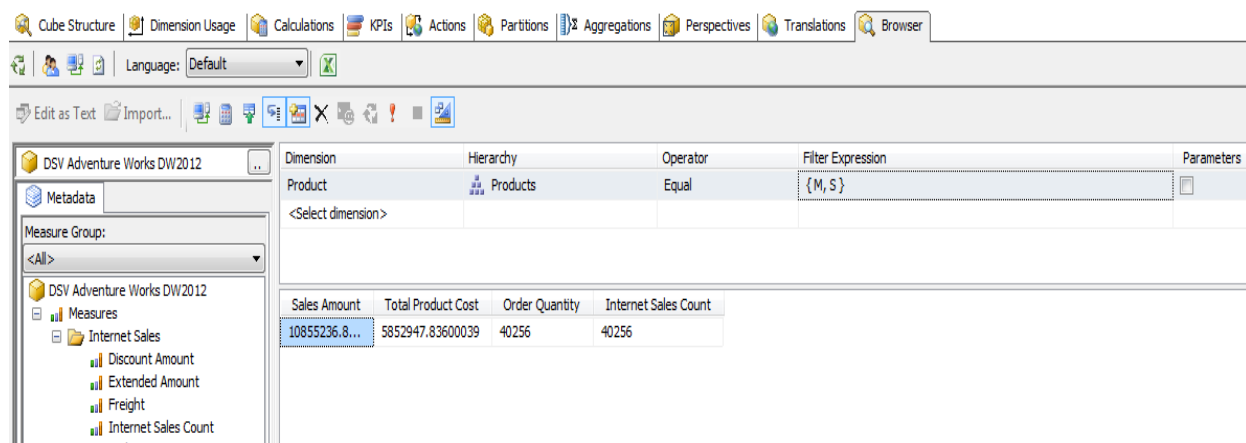 Cube Structure Dimension Usage Calculations KPIs Actions Partitions Aggregations Perspectives Translations Browser
Language: Default
Edit as Text Import...
DSV Adventure Works DW2012 ..
Metadata
Measure Group:
<All>
DSV Adventure Works DW2012
Measures
Internet Sales
Discount Amount
Extended Amount
Freight
Internet Sales Count
Dimension Hierarchy Operator Filter Expression Parameters
Product Products Equal { M, S }
<Select dimension>
Sales Amount Total Product Cost Order Quantity Internet Sales Count
10855236.8... 5852947.83600039 40256 40256